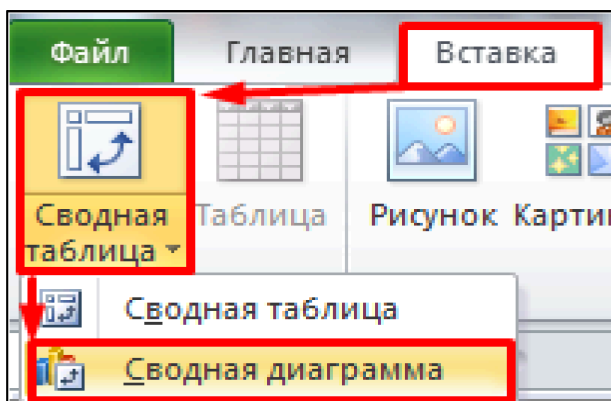 Файл Главная Вставка
Сводная таблица Таблица Рисунок
Сводная таблица
Сводная диаграмма